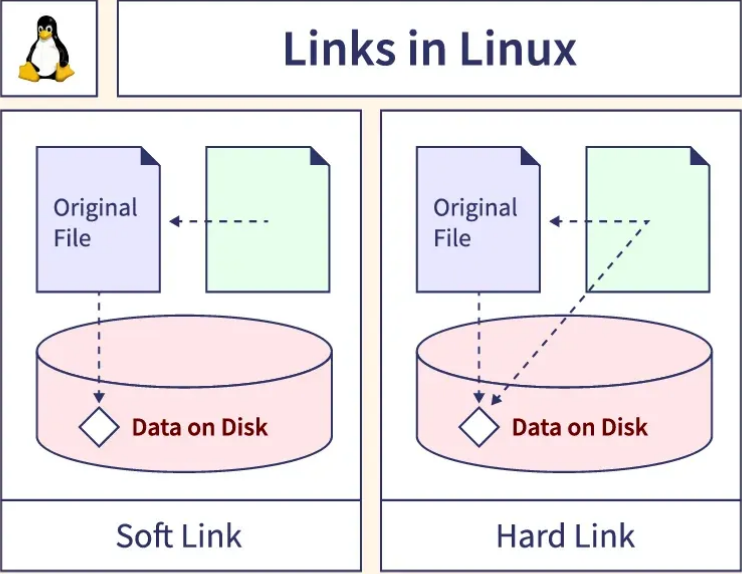 Links in Linux
Original
File
Data on Disk
Soft Link
Original
File
Data on Disk
Hard Link